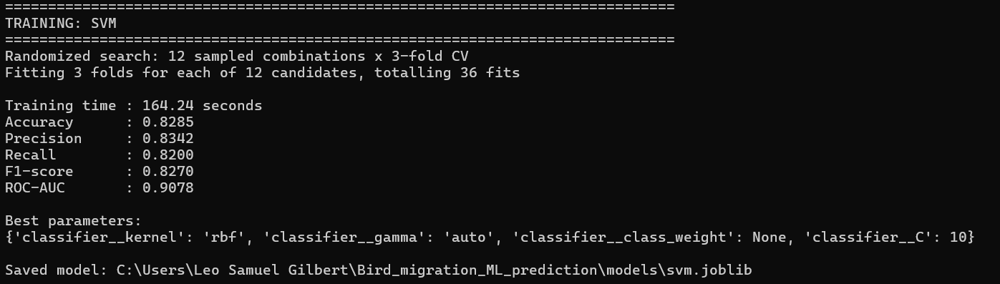 ==============================================================================
TRAINING: SVM
==============================================================================
Randomized search: 12 sampled combinations x 3-fold CV
Fitting 3 folds for each of 12 candidates, totalling 36 fits
Training time : 164.24 seconds
Accuracy      : 0.8285
Precision     : 0.8342
Recall        : 0.8200
F1-score      : 0.8270
ROC-AUC       : 0.9078
Best parameters:
{'classifier__kernel': 'rbf', 'classifier__gamma': 'auto', 'classifier__class_weight': None, 'classifier__C': 10}
Saved model: C:\Users\Leo Samuel Gilbert\Bird_migration_ML_prediction\models\svm.joblib